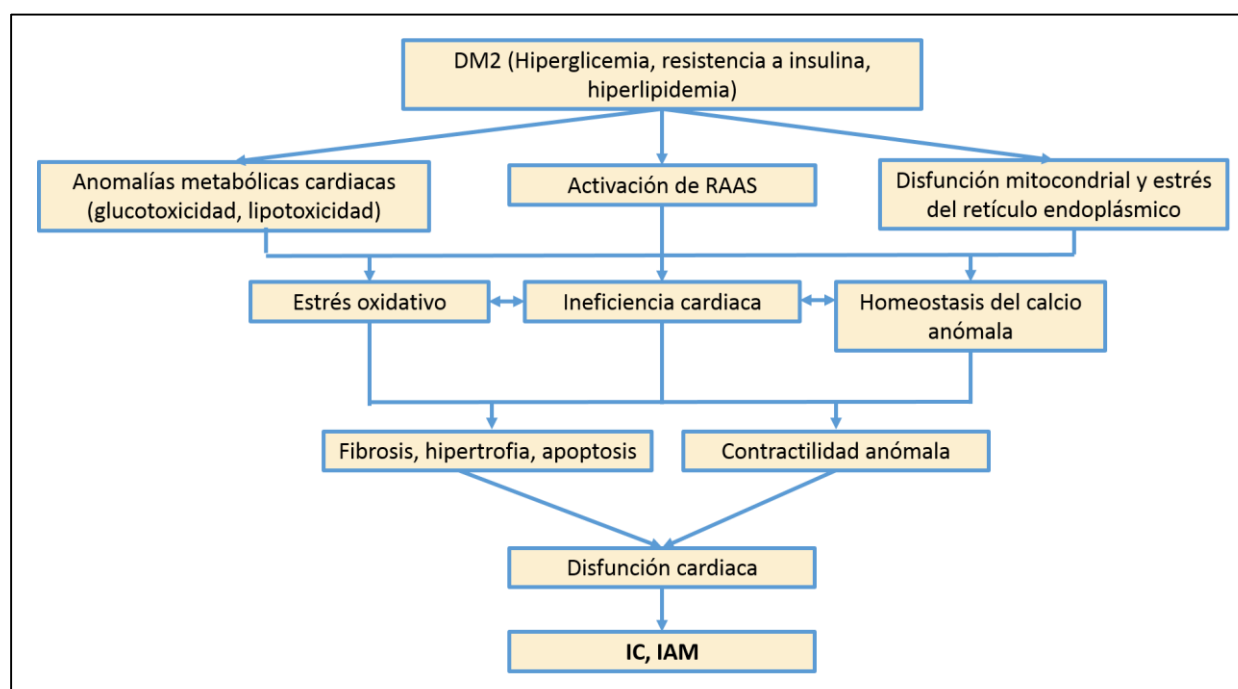 DM2 (Hiperglicemia, resistencia a insulina,
hiperlipidemia)
Anomalías metabólicas cardiacas
(glucotoxicidad, lipotoxicidad)
Activación de RAAS
Disfunción mitocondrial y estrés
del retículo endoplásmico
Estrés oxidativo
Ineficiencia cardiaca
Homeostasis del calcio
anómala
Fibrosis, hipertrofia, apoptosis
Contractilidad anómala
Disfunción cardiaca
IC, IAM